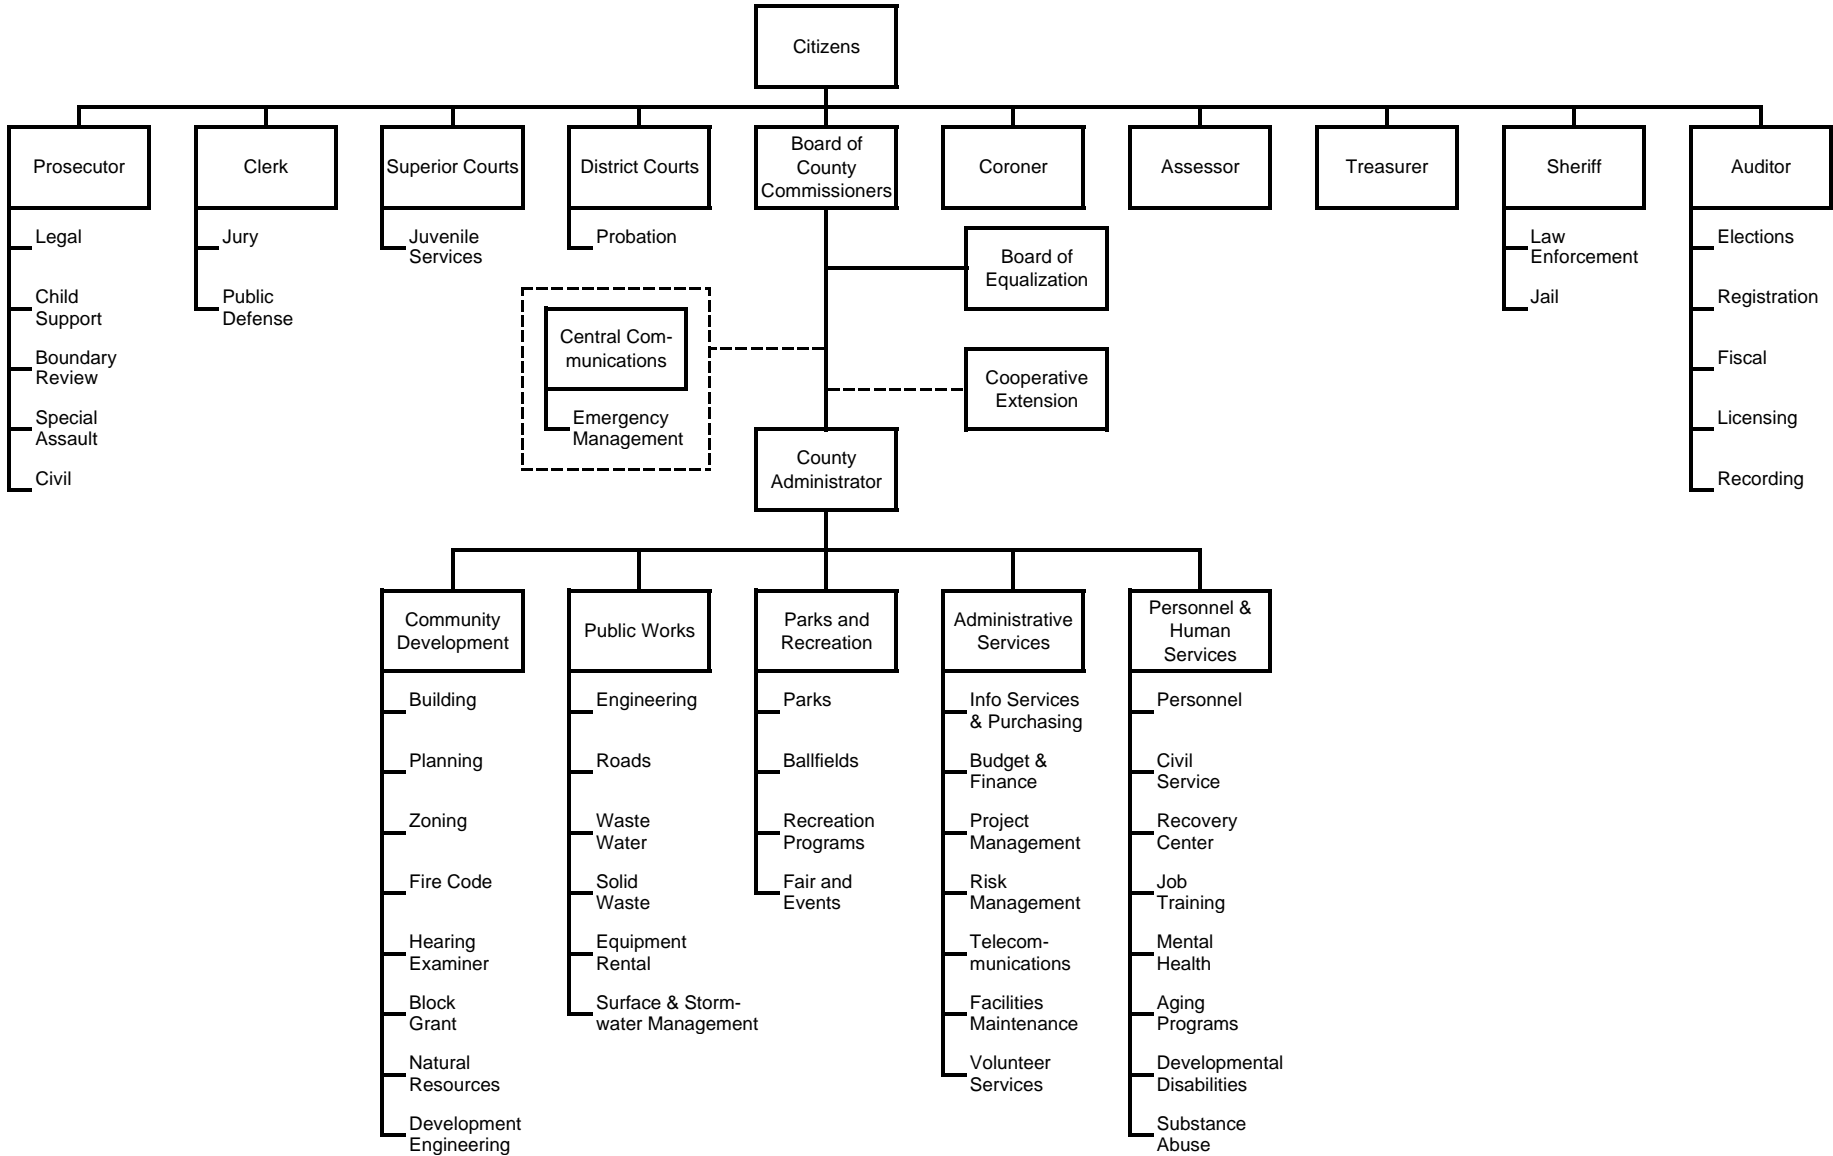 Citizens
Prosecutor
Clerk
Superior Courts
District Courts
Board of
County
Commissioners
Coroner
Assessor
Treasurer
Sheriff
Auditor
Legal
Child
Support
Boundary
Review
Special
Assault
Civil
Jury
Public
Defense
Juvenile
Services
Probation
Board of
Equalization
Central Com-
munications
Emergency
Management
Cooperative
Extension
Law
Enforcement
Jail
Elections
Registration
Fiscal
Licensing
Recording
County
Administrator
Community
Development
Building
Planning
Zoning
Fire Code
Hearing
Examiner
Block
Grant
Natural
Resources
Development
Engineering
Public Works
Engineering
Roads
Waste
Water
Solid
Waste
Equipment
Rental
Surface & Storm-
water Management
Parks and
Recreation
Parks
Ballfields
Recreation
Programs
Fair and
Events
Administrative
Services
Info Services
& Purchasing
Budget &
Finance
Project
Management
Risk
Management
Telecom-
munications
Facilities
Maintenance
Volunteer
Services
Personnel &
Human
Services
Personnel
Civil
Service
Recovery
Center
Job
Training
Mental
Health
Aging
Programs
Developmental
Disabilities
Substance
Abuse